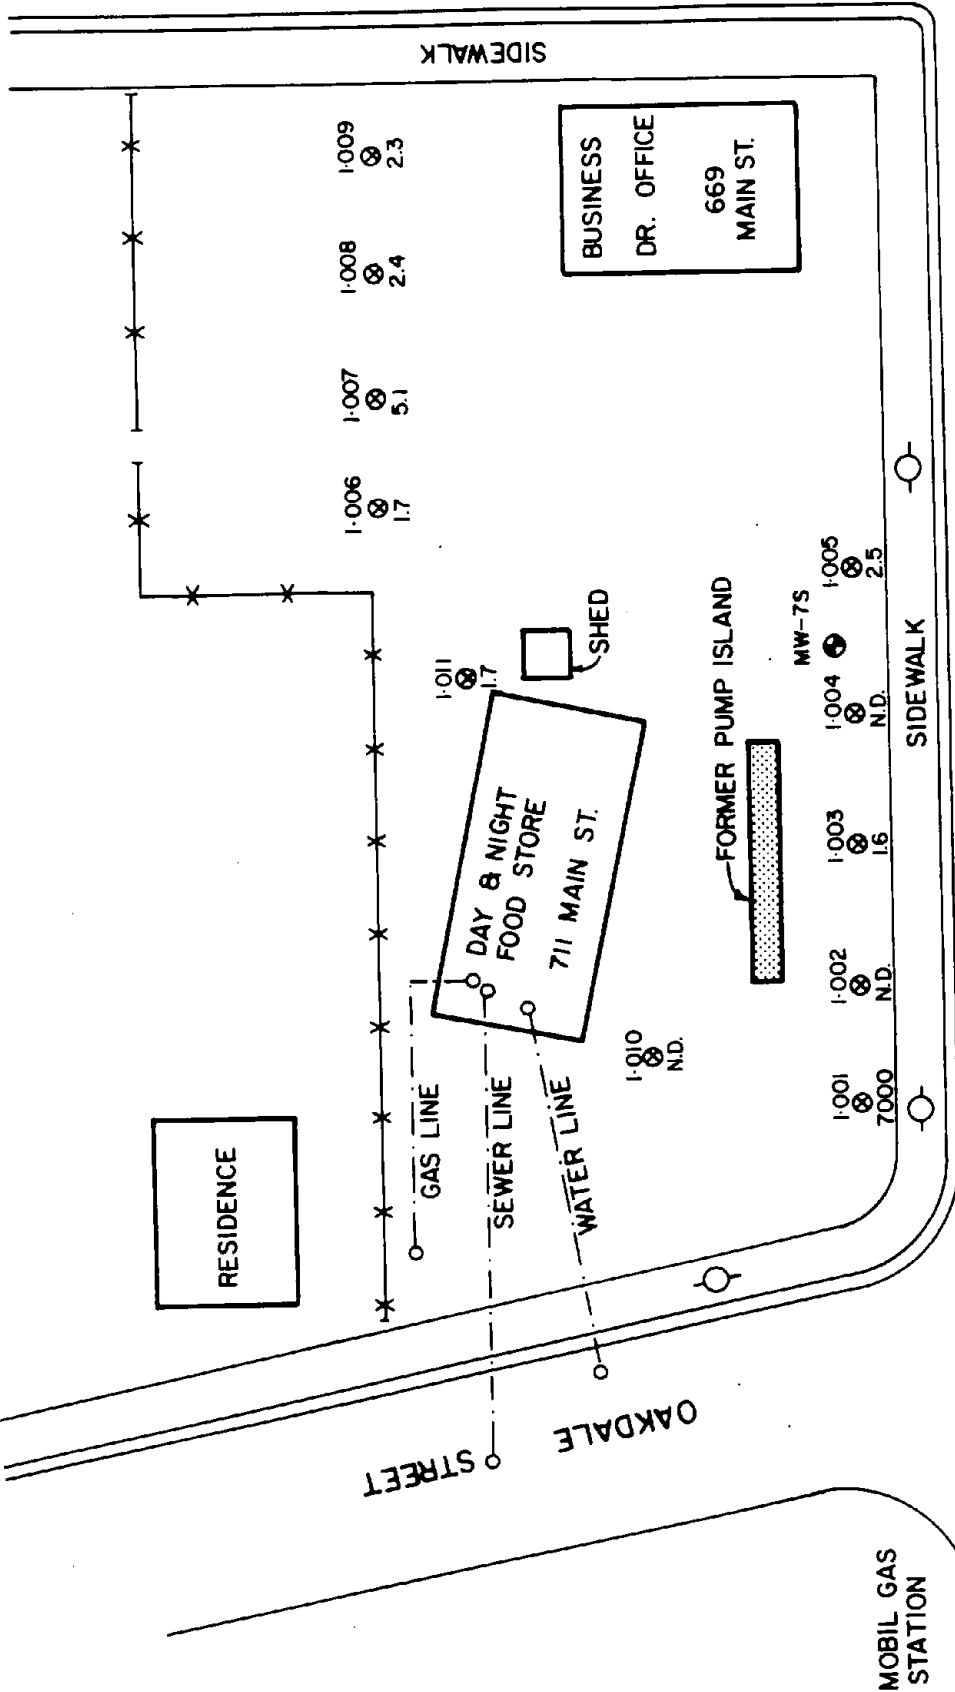 SIDEWALK
1·009
2.3
1·008
2.4
1·007
5.1
1·006
1.7
BUSINESS
DR. OFFICE
669
MAIN ST.
1·011
1.7
SHED
DAY & NIGHT
FOOD STORE
711 MAIN ST.
FORMER PUMP ISLAND
MW-7S
1·005
2.5
1·004
N.D.
1·003
1.6
1·002
N.D.
1·001
7000
1·010
N.D.
SIDEWALK
RESIDENCE
GAS LINE
SEWER LINE
WATER LINE
OAKDALE
STREET
MOBIL GAS
STATION